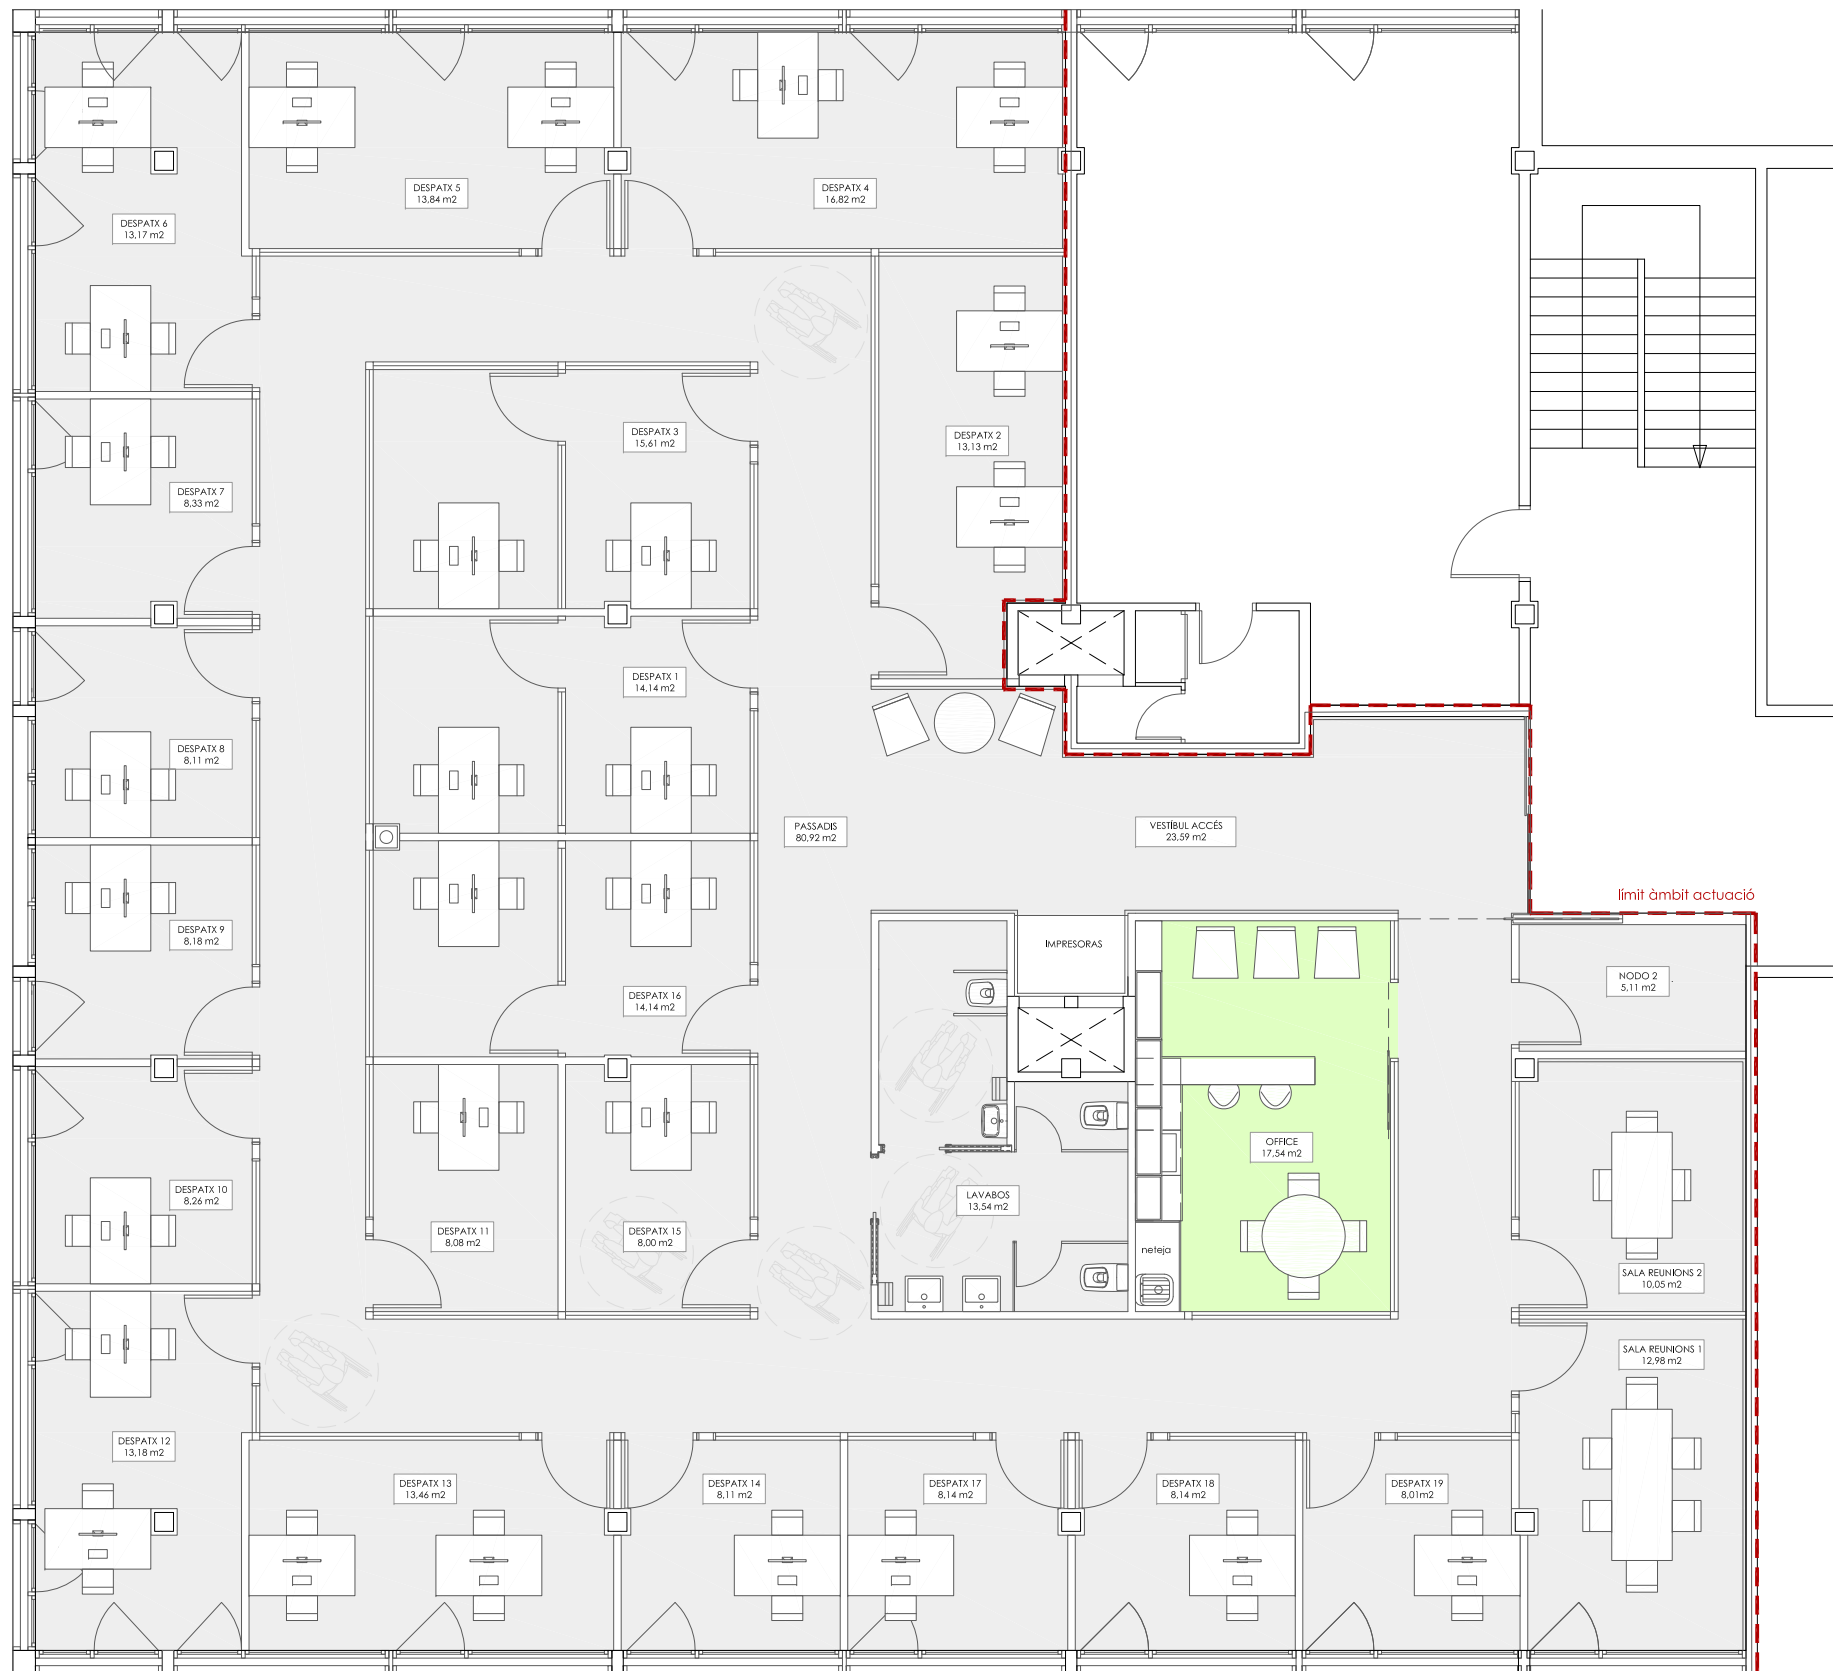 DESPATX 5
13,84 m2
DESPATX 4
16,82 m2
DESPATX 6
13,17 m2
DESPATX 3
15,61 m2
DESPATX 2
13,13 m2
DESPATX 7
8,33 m2
DESPATX 1
14,14 m2
DESPATX 8
8,11 m2
PASSADIS
80,92 m2
VESTÍBUL ACCÉS
23,59 m2
límit àmbit actuació
DESPATX 9
8,18 m2
IMPRESORAS
NODO 2
5,11 m2
DESPATX 16
14,14 m2
OFFICE
17,54 m2
DESPATX 10
8,26 m2
LAVABOS
13,54 m2
DESPATX 11
8,08 m2
DESPATX 15
8,00 m2
neteja
SALA REUNIONS 2
10,05 m2
SALA REUNIONS 1
12,98 m2
DESPATX 12
13,18 m2
DESPATX 13
13,46 m2
DESPATX 14
8,11 m2
DESPATX 17
8,14 m2
DESPATX 18
8,14 m2
DESPATX 19
8,01m2